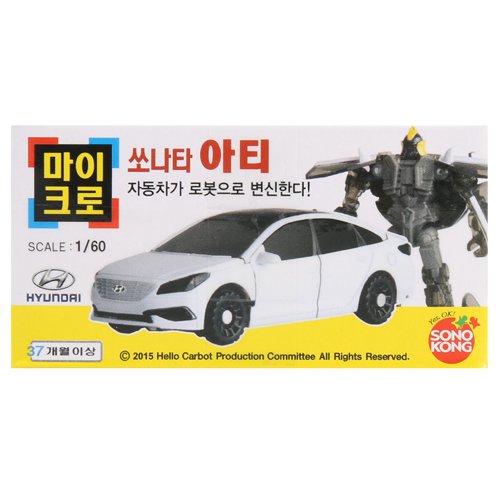 마이
크로
쏘나타 아티
자동차가 로봇으로 변신한다!
SCALE : 1/60
HYUNDAI
37개월이상
© 2015 Hello Carbot Production Committee All Rights Reserved.
Yes, OK!
SONO
KONG